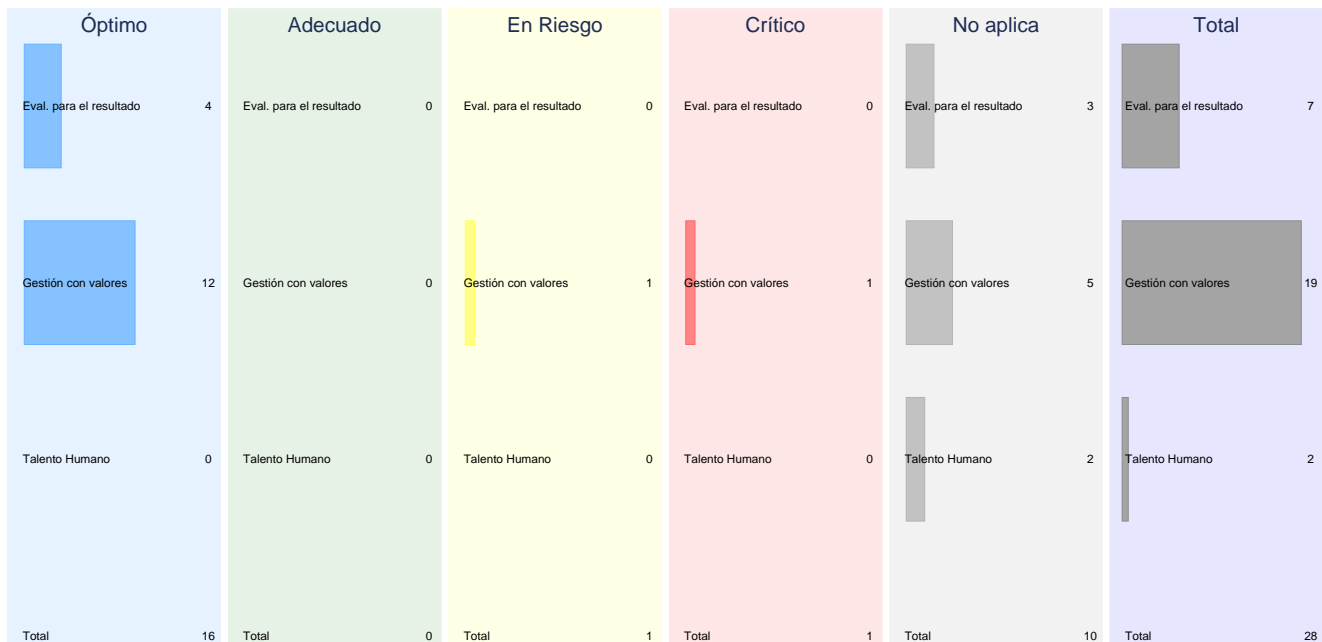 Óptimo Adecuado En Riesgo Crítico No aplica Total
Eval. para el resultado 4 Eval. para el resultado 0 Eval. para el resultado 0 Eval. para el resultado 0 Eval. para el resultado 3 Eval. para el resultado 7
Gestión con valores 12 Gestión con valores 0 Gestión con valores 1 Gestión con valores 1 Gestión con valores 5 Gestión con valores 19
Talento Humano 0 Talento Humano 0 Talento Humano 0 Talento Humano 0 Talento Humano 2 Talento Humano 2
Total 16 Total 0 Total 1 Total 1 Total 10 Total 28